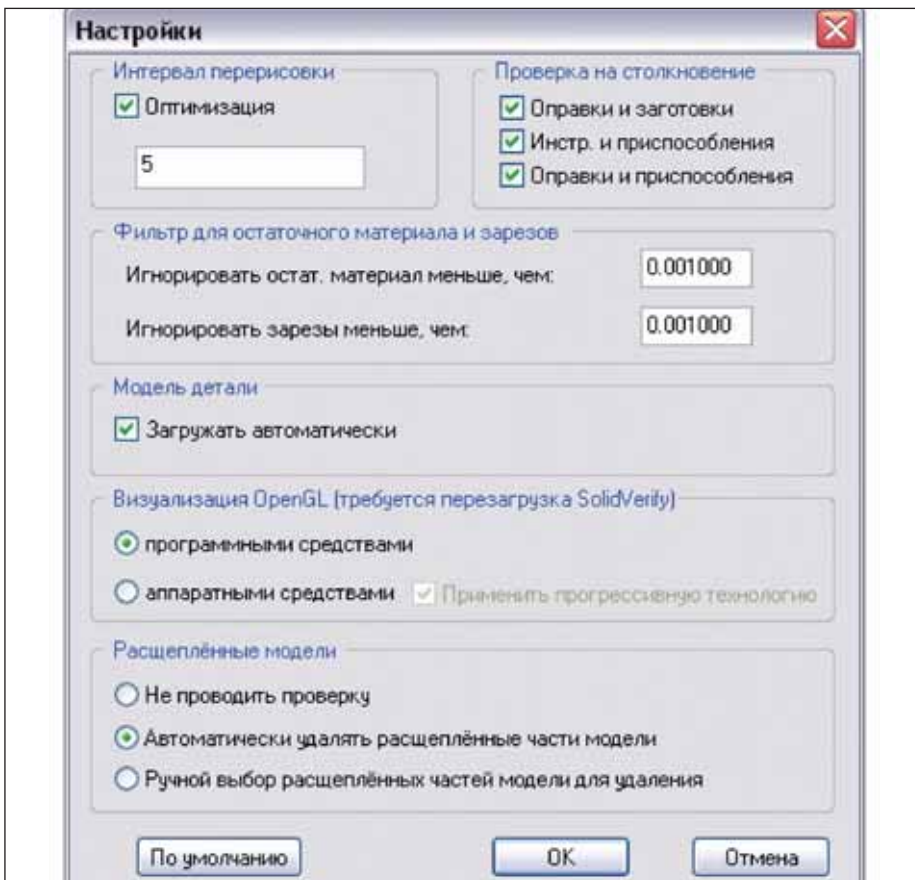 Настройки
Интервал перерисовки
Оптимизация
5
Проверка на столкновение
Оправки и заготовки
Инстр. и приспособления
Оправки и приспособления
Фильтр для остаточного материала и зарезов
Игнорировать остат. материал меньше, чем:
0.001000
Игнорировать зарезы меньше, чем:
0.001000
Модель детали
Загружать автоматически
Визуализация OpenGL (требуется перезагрузка SolidVerify)
программными средствами
аппаратными средствами
Применить прогрессивную технологию
Расщеплённые модели
Не проводить проверку
Автоматически удалять расщеплённые части модели
Ручной выбор расщеплённых частей модели для удаления
По умолчанию
OK
Отмена